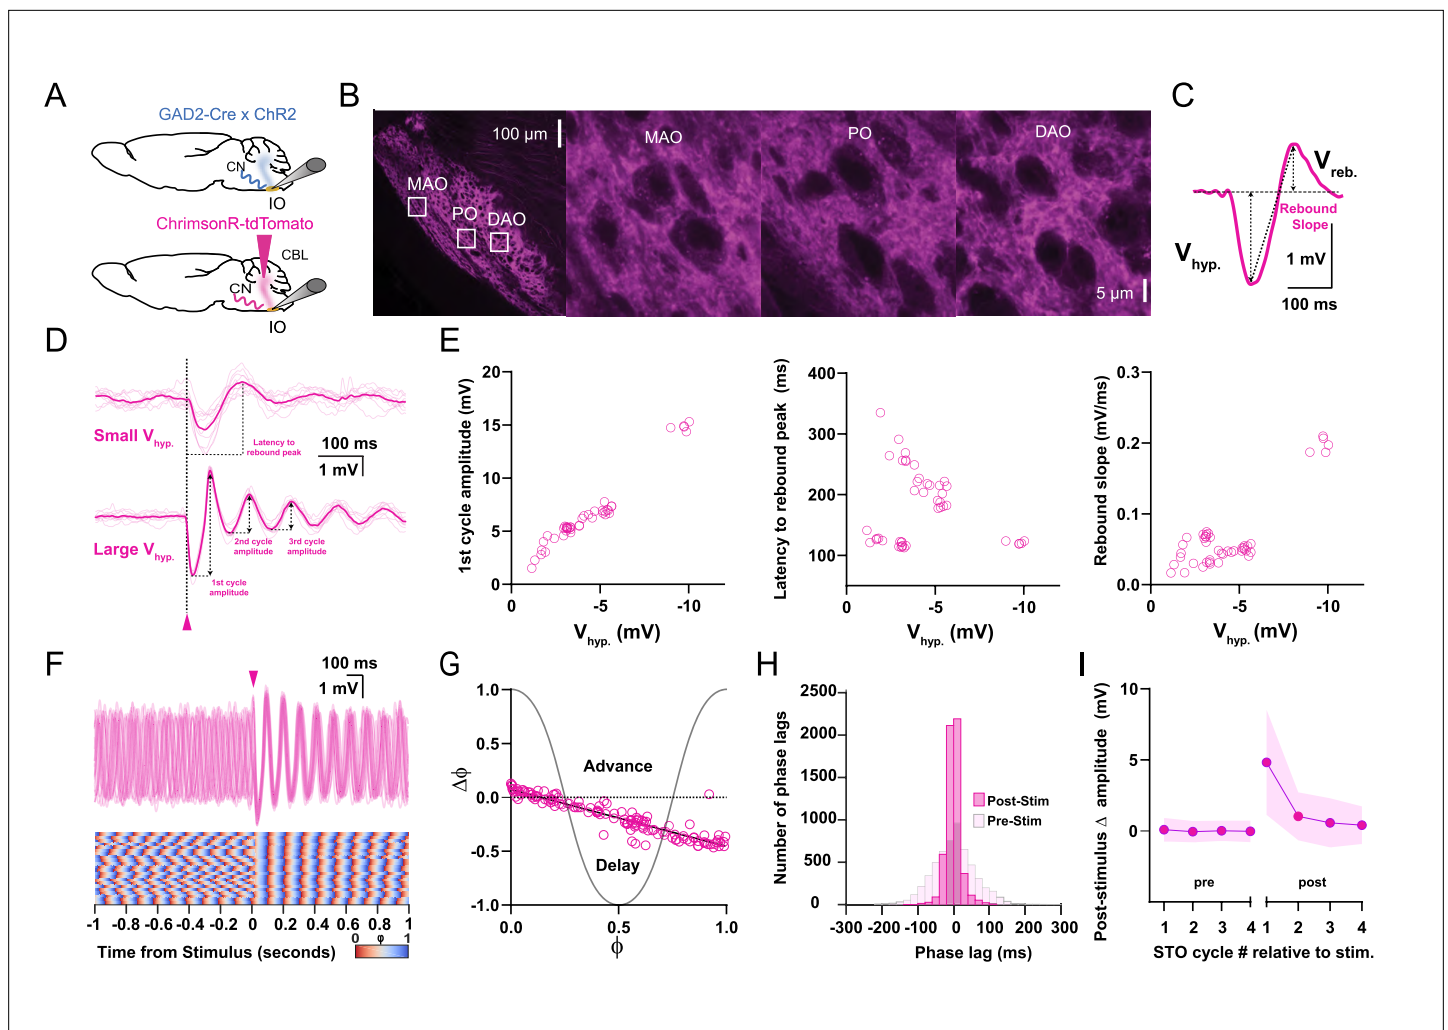 A
GAD2-Cre x ChR2
CN
IO
ChrimsonR-tdTomato
CBL
CN
IO
B
100 µm
MAO
PO
DAO
MAO
PO
DAO
5 µm
C
Vreb.
Rebound
Slope
Vhyp.
1 mV
100 ms
D
Small Vhyp.
Latency to
rebound peak
100 ms
1 mV
Large Vhyp.
2nd cycle
amplitude
3rd cycle
amplitude
1st cycle
amplitude
E
1st cycle amplitude (mV)
20
15
10
5
0
0
-5
-10
Vhyp. (mV)
Latency to rebound peak (ms)
400
300
200
100
0
-5
-10
Vhyp. (mV)
Rebound slope (mV/ms)
0.3
0.2
0.1
0.0
0
-5
-10
Vhyp. (mV)
F
100 ms
1 mV
-1 -0.8 -0.6 -0.4 -0.2 0 0.2 0.4 0.6 0.8 1
Time from Stimulus (seconds)
0 φ 1
G
Δϕ
1.0
0.5
0.0
-0.5
-1.0
Advance
Delay
0.0
0.5
1.0
ϕ
H
Number of phase lags
2500
2000
1500
1000
500
0
Post-Stim
Pre-Stim
-300 -200 -100 0 100 200 300
Phase lag (ms)
I
Post-stimulus Δ amplitude (mV)
10
5
0
pre
post
1 2 3 4 1 2 3 4
STO cycle # relative to stim.